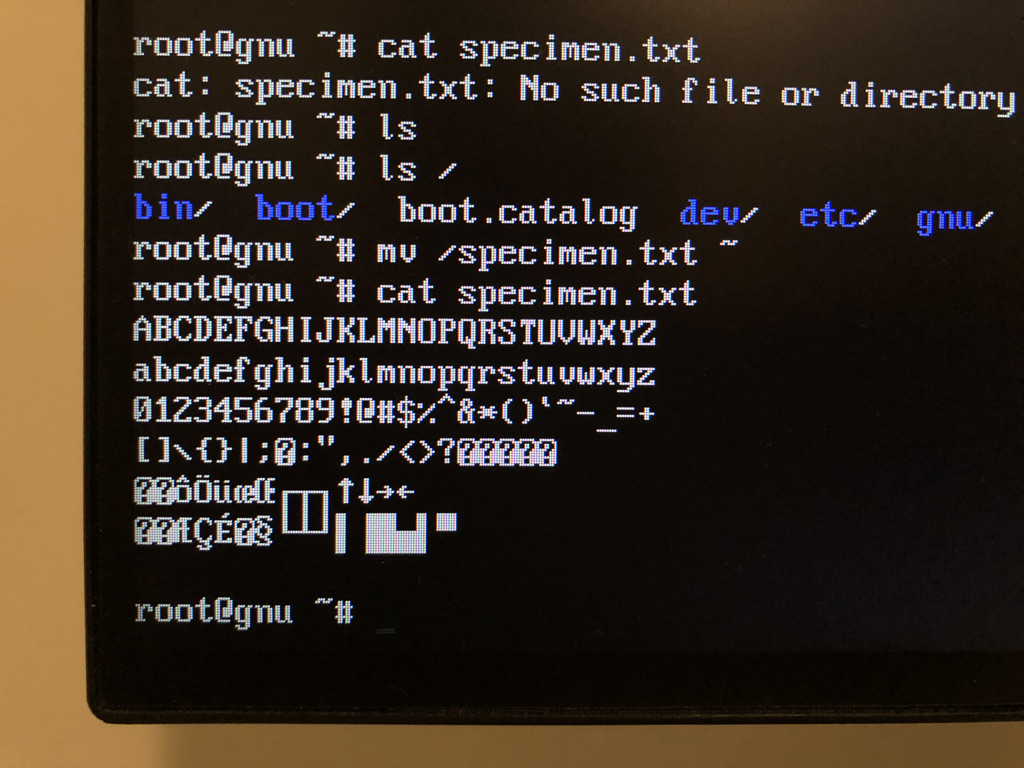 root@gnu ~# cat specimen.txt
cat: specimen.txt: No such file or directory
root@gnu ~# ls
root@gnu ~# ls /
bin/  boot/  boot.catalog  dev/  etc/  gnu/
root@gnu ~# mv /specimen.txt ~
root@gnu ~# cat specimen.txt
ABCDEFGHIJKLMNOPQRSTUVWXYZ
abcdefghijklmnopqrstuvwxyz
0123456789!@#$%^&*()`~-_=+
[]\{}|;�:",./<>?�����
��ôÖüœŒ┌┬┐↑↓→←
��ÆÇÉ�§└┴┘▌ █▙▟ ▀
root@gnu ~#